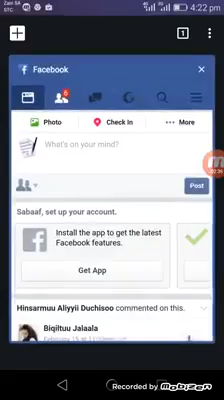 Zain SA
STC
4:22 pm
1
Facebook
6
Photo
Check In
More
What's on your mind?
Post
02:36
Sabaaf, set up your account.
Install the app to get the latest
Facebook features.
Get App
Hinsarmuu Aliyyii Duchisoo commented on this.
Biqiltuu Jalaala
Recorded by mobizen